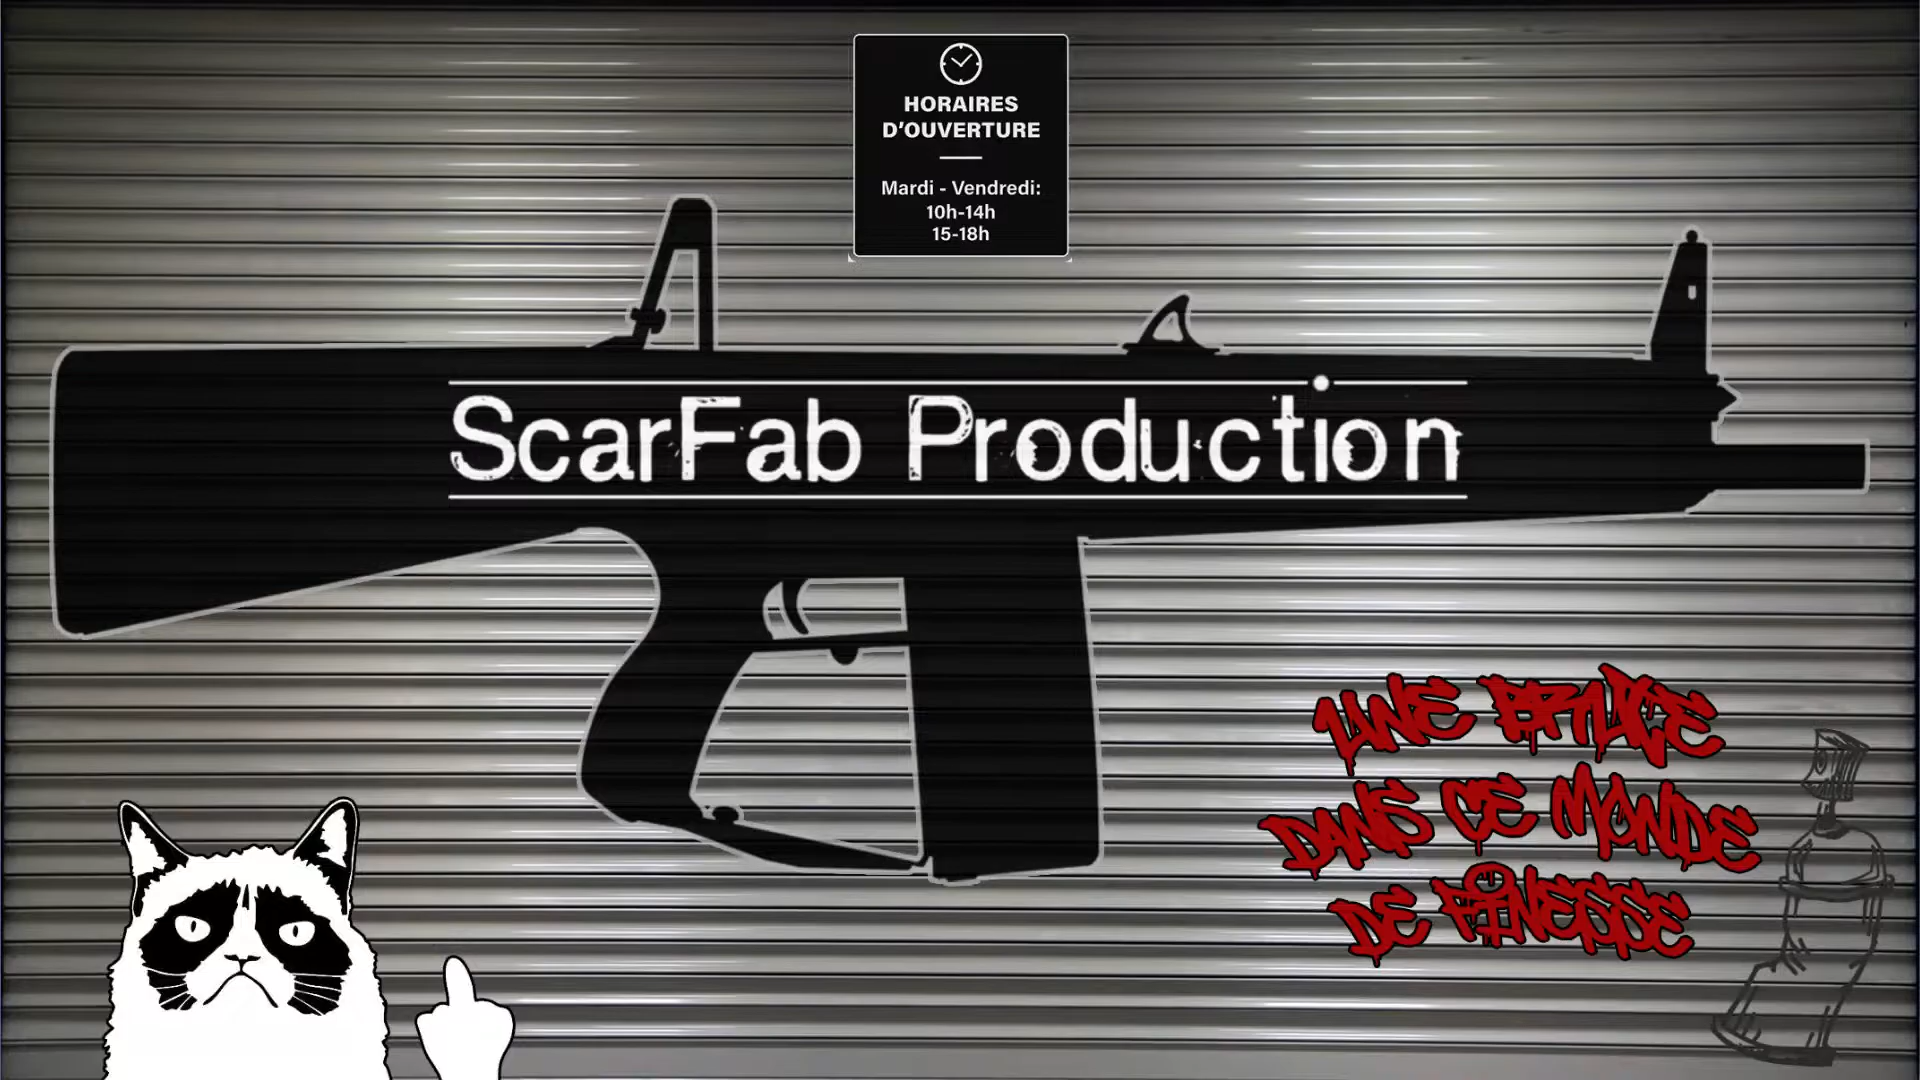 HORAIRES
D'OUVERTURE
Mardi - Vendredi:
10h-14h
15-18h
ScarFab Production
UNE BRUTE
DANS CE MONDE
DE FINESSE